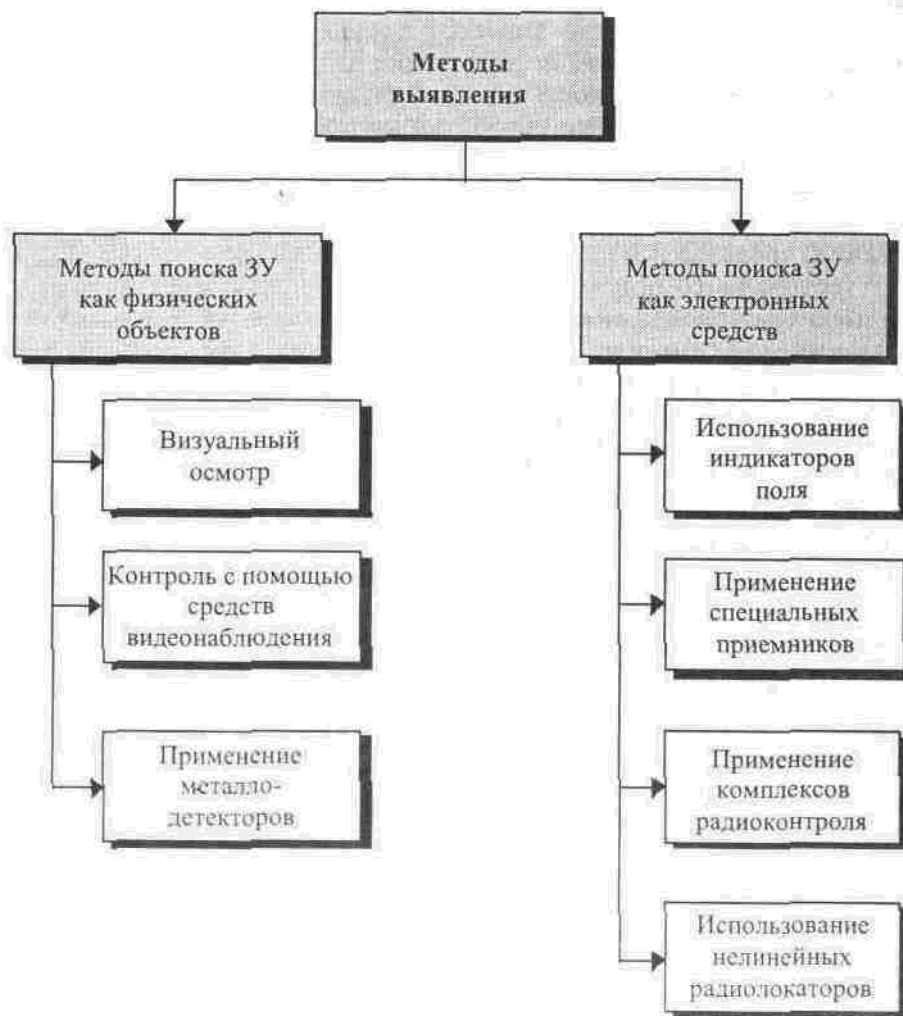 Методы
выявления
Методы поиска ЗУ
как физических
объектов
Визуальный
осмотр
Контроль с помощью
средств
видеонаблюдения
Применение
металло-
детекторов
Методы поиска ЗУ
как электронных
средств
Использование
индикаторов
поля
Применение
специальных
приемников
Применение
комплексов
радиоконтроля
Использование
нелинейных
радиолокаторов